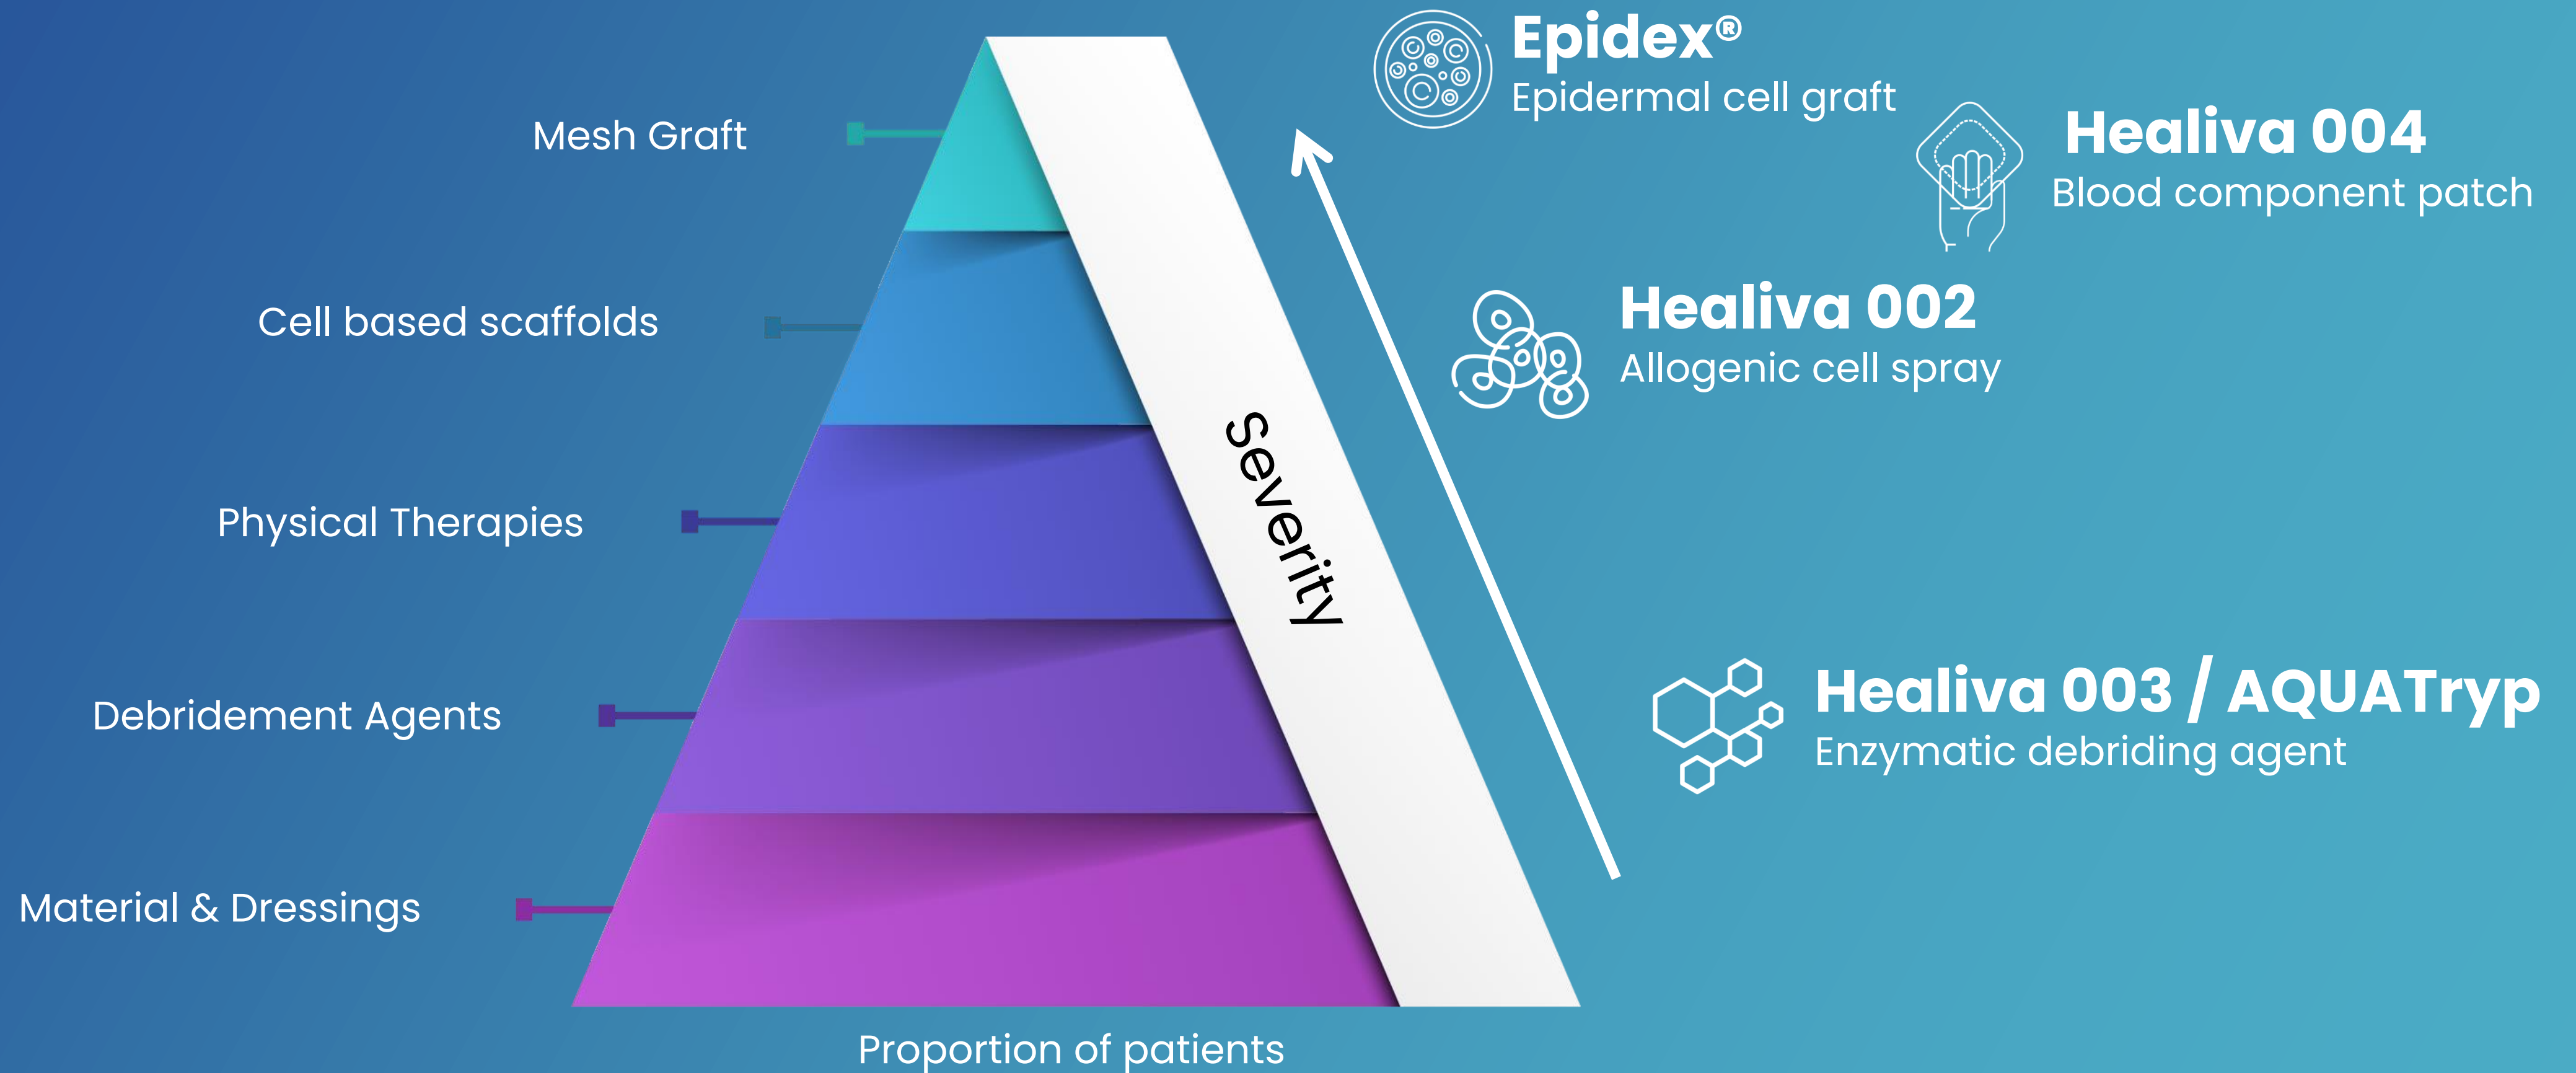 Epidex®
Epidermal cell graft
Mesh Graft
Healiva 004
Blood component patch
Cell based scaffolds
Healiva 002
Allogenic cell spray
Severity
Physical Therapies
Debridement Agents
Healiva 003 / AQUATryp
Enzymatic debriding agent
Material & Dressings
Proportion of patients